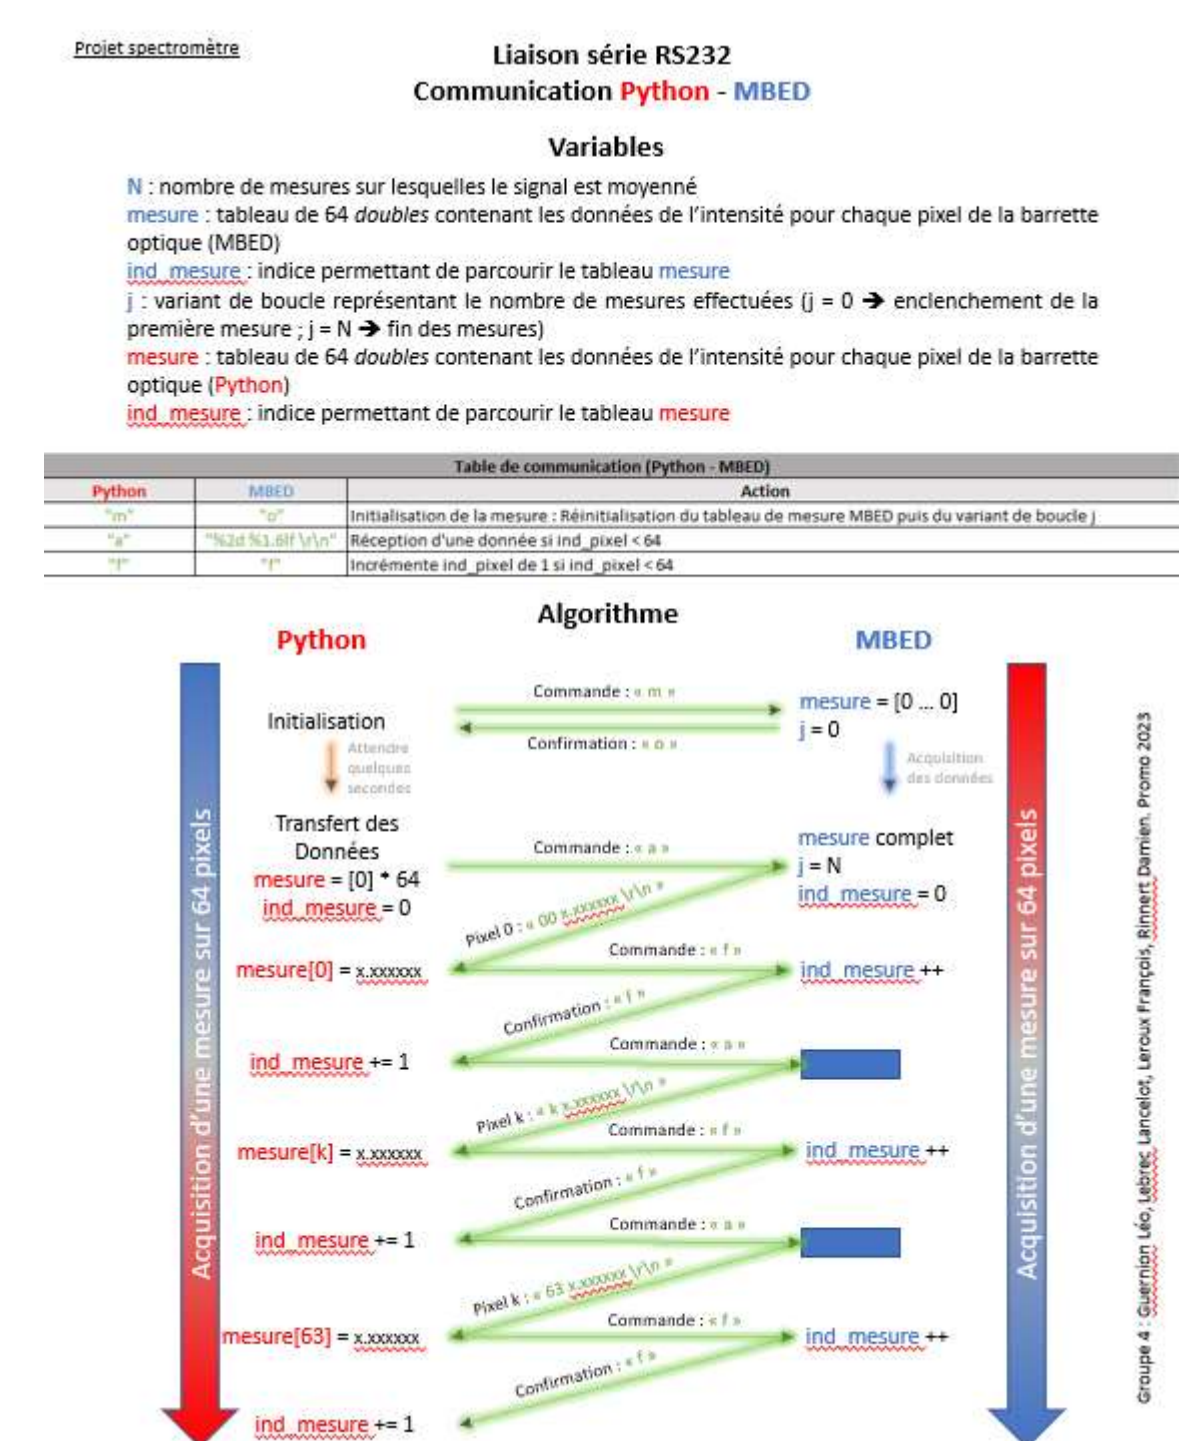 Projet spectromètre
Liaison série RS232
Communication Python - MBED
Variables
N : nombre de mesures sur lesquelles le signal est moyenné
mesure : tableau de 64 doubles contenant les données de l'intensité pour chaque pixel de la barrette
optique (MBED)
ind_mesure : indice permettant de parcourir le tableau mesure
j : variant de boucle représentant le nombre de mesures effectuées (j = 0 ➔ enclenchement de la
première mesure ; j = N ➔ fin des mesures)
mesure : tableau de 64 doubles contenant les données de l'intensité pour chaque pixel de la barrette
optique (Python)
ind_mesure : indice permettant de parcourir le tableau mesure
Table de communication (Python - MBED)
Python MBED Action
"m" "o" Initialisation de la mesure : Réinitialisation du tableau de mesure MBED puis du variant de boucle j
"a" "%2d %1.6lf \r\n" Réception d'une donnée si ind_pixel < 64
"f" "f" Incrémente ind_pixel de 1 si ind_pixel < 64
Algorithme
Python MBED
Commande : « m »
Initialisation
mesure = [0 ... 0]
j = 0
Confirmation : « o »
Attendre
quelques
secondes
Acquisition
des données
Transfert des
Données
mesure = [0] * 64
ind_mesure = 0
Commande : « a »
mesure complet
j = N
ind_mesure = 0
Pixel 0 : « 00 x.xxxxxx \r\n »
Commande : « f »
mesure[0] = x.xxxxxx
ind_mesure ++
Confirmation : « f »
Commande : « a »
ind_mesure += 1
Pixel k : « k x.xxxxxx \r\n »
Commande : « f »
mesure[k] = x.xxxxxx
ind_mesure ++
Confirmation : « f »
Commande : « a »
ind_mesure += 1
Pixel k : « 63 x.xxxxxx \r\n »
Commande : « f »
mesure[63] = x.xxxxxx
ind_mesure ++
Confirmation : « f »
ind_mesure += 1
Acquisition d'une mesure sur 64 pixels
Acquisition d'une mesure sur 64 pixels
Groupe 4 : Guernion Léo, Lebrec Lancelot, Leroux François, Rinnert Damien. Promo 2023